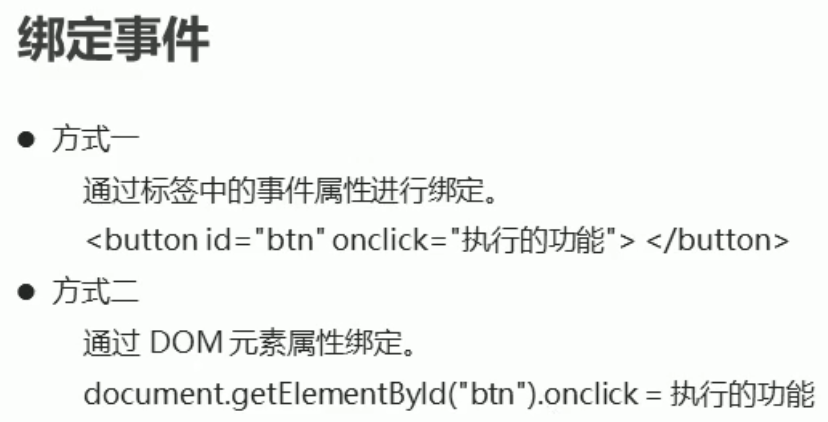 绑定事件
● 方式一
通过标签中的事件属性进行绑定。
<button id="btn" onclick="执行的功能"> </button>
● 方式二
通过 DOM 元素属性绑定。
document.getElementById("btn").onclick = 执行的功能